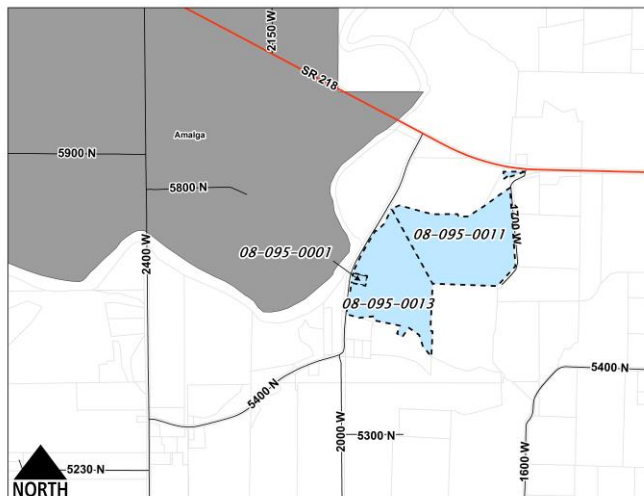 2150 W
SR 218
Amalga
5900 N
5800 N
2400 W
1700 W
08-095-0011
08-095-0001
08-095-0013
5400 N
5400 N
2000 W
5300 N
1600 W
5230 N
NORTH